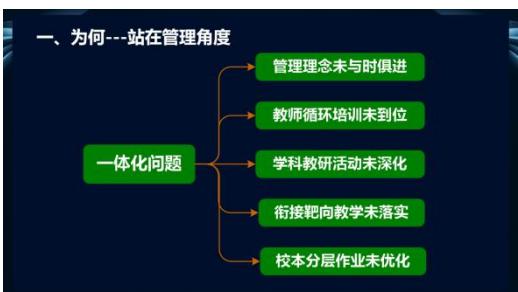 一、为何---站在管理角度
管理理念未与时俱进
教师循环培训未到位
一体化问题
学科教研活动未深化
衔接靶向教学未落实
校本分层作业未优化